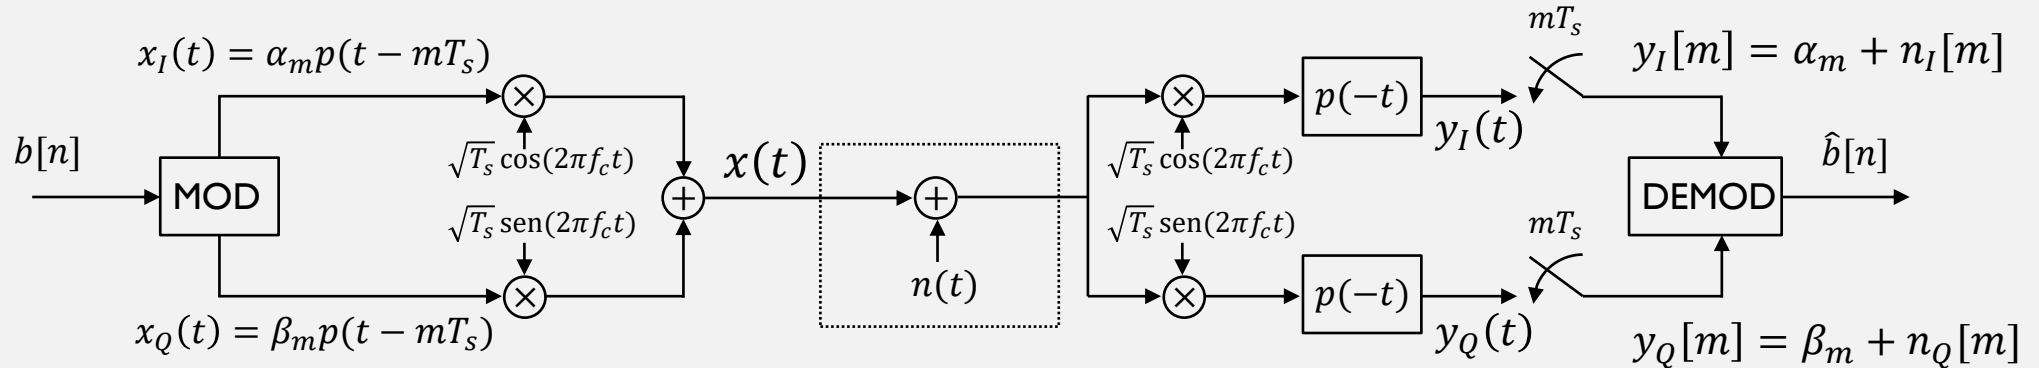 x_I(t) = α_m p(t − mT_s)
b[n]
MOD
⊗
√T_s cos(2πf_c t)
√T_s sen(2πf_c t)
⊗
x_Q(t) = β_m p(t − mT_s)
+
x(t)
+
n(t)
⊗
√T_s cos(2πf_c t)
√T_s sen(2πf_c t)
⊗
p(−t)
y_I(t)
p(−t)
y_Q(t)
mT_s
mT_s
y_I[m] = α_m + n_I[m]
DEMOD
b̂[n]
y_Q[m] = β_m + n_Q[m]